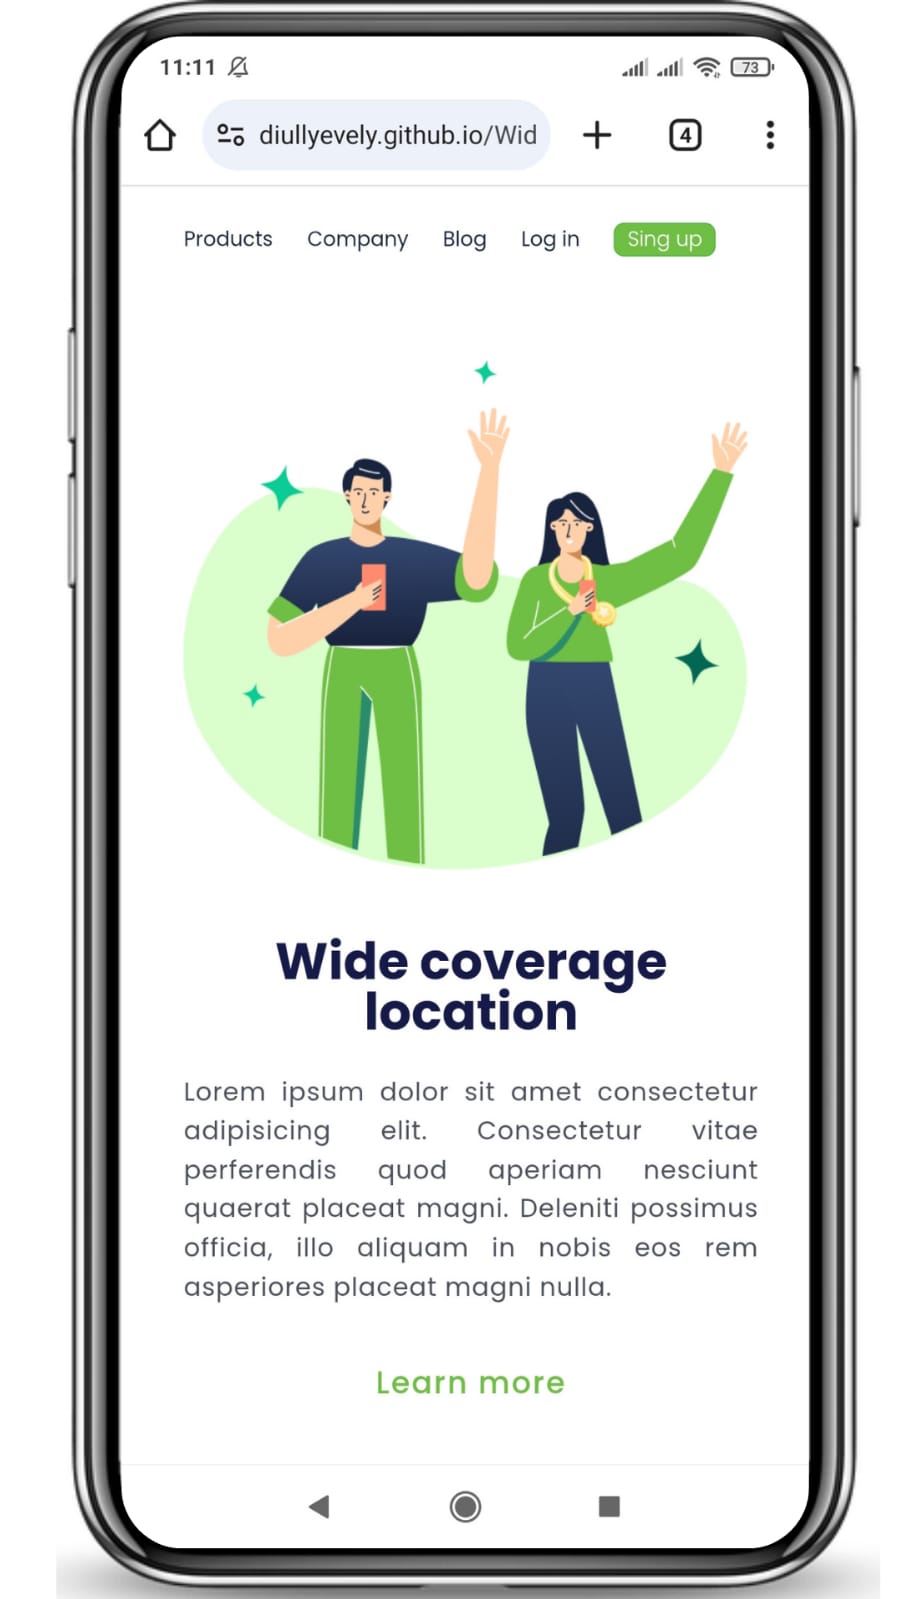 11:11 73
diullyevely.github.io/Wid 4
Products Company Blog Log in Sing up
Wide coverage
location
Lorem ipsum dolor sit amet consectetur
adipisicing elit. Consectetur vitae
perferendis quod aperiam nesciunt
quaerat placeat magni. Deleniti possimus
officia, illo aliquam in nobis eos rem
asperiores placeat magni nulla.
Learn more